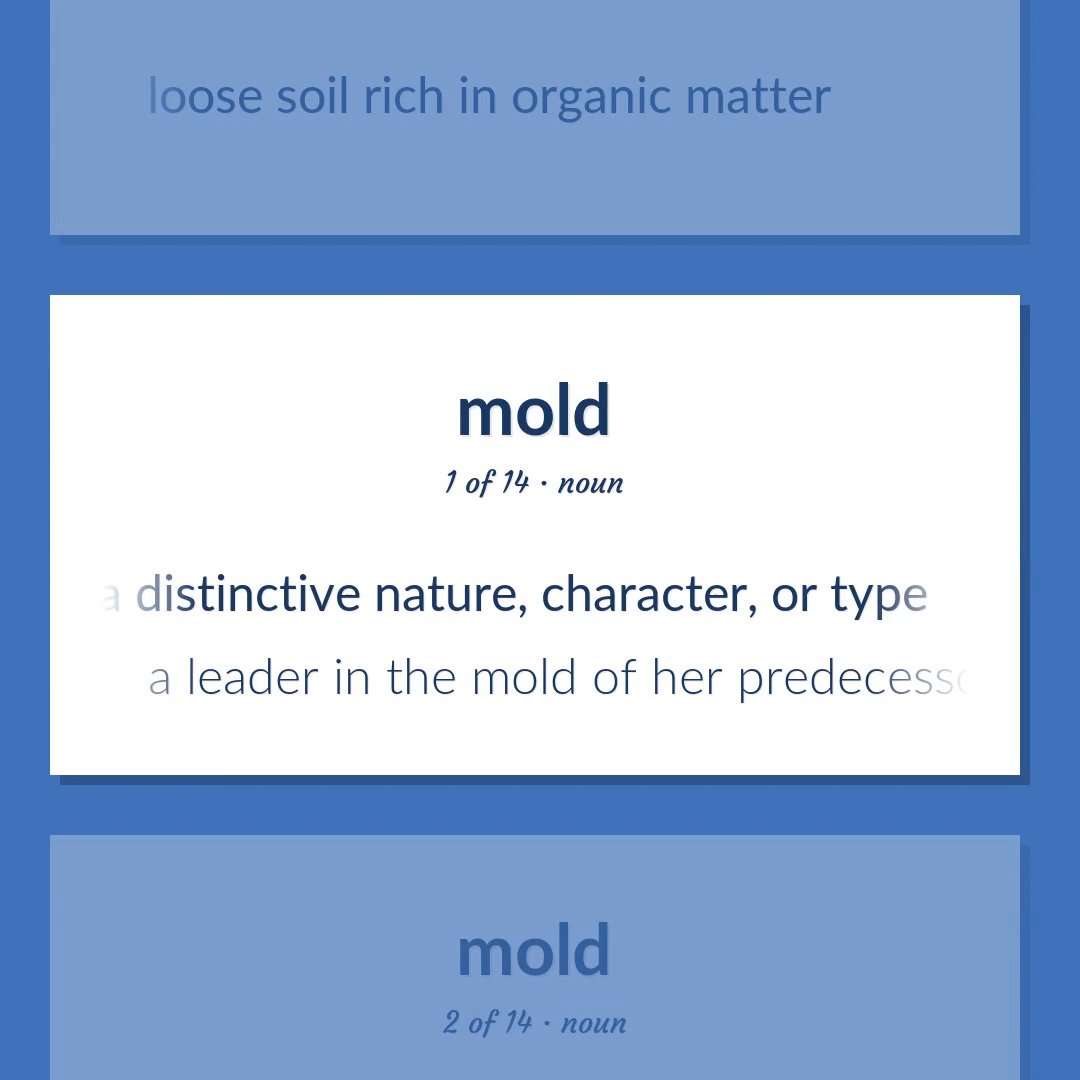 loose soil rich in organic matter
mold
1 of 14 · noun
a distinctive nature, character, or type
a leader in the mold of her
mold
2 of 14 · noun